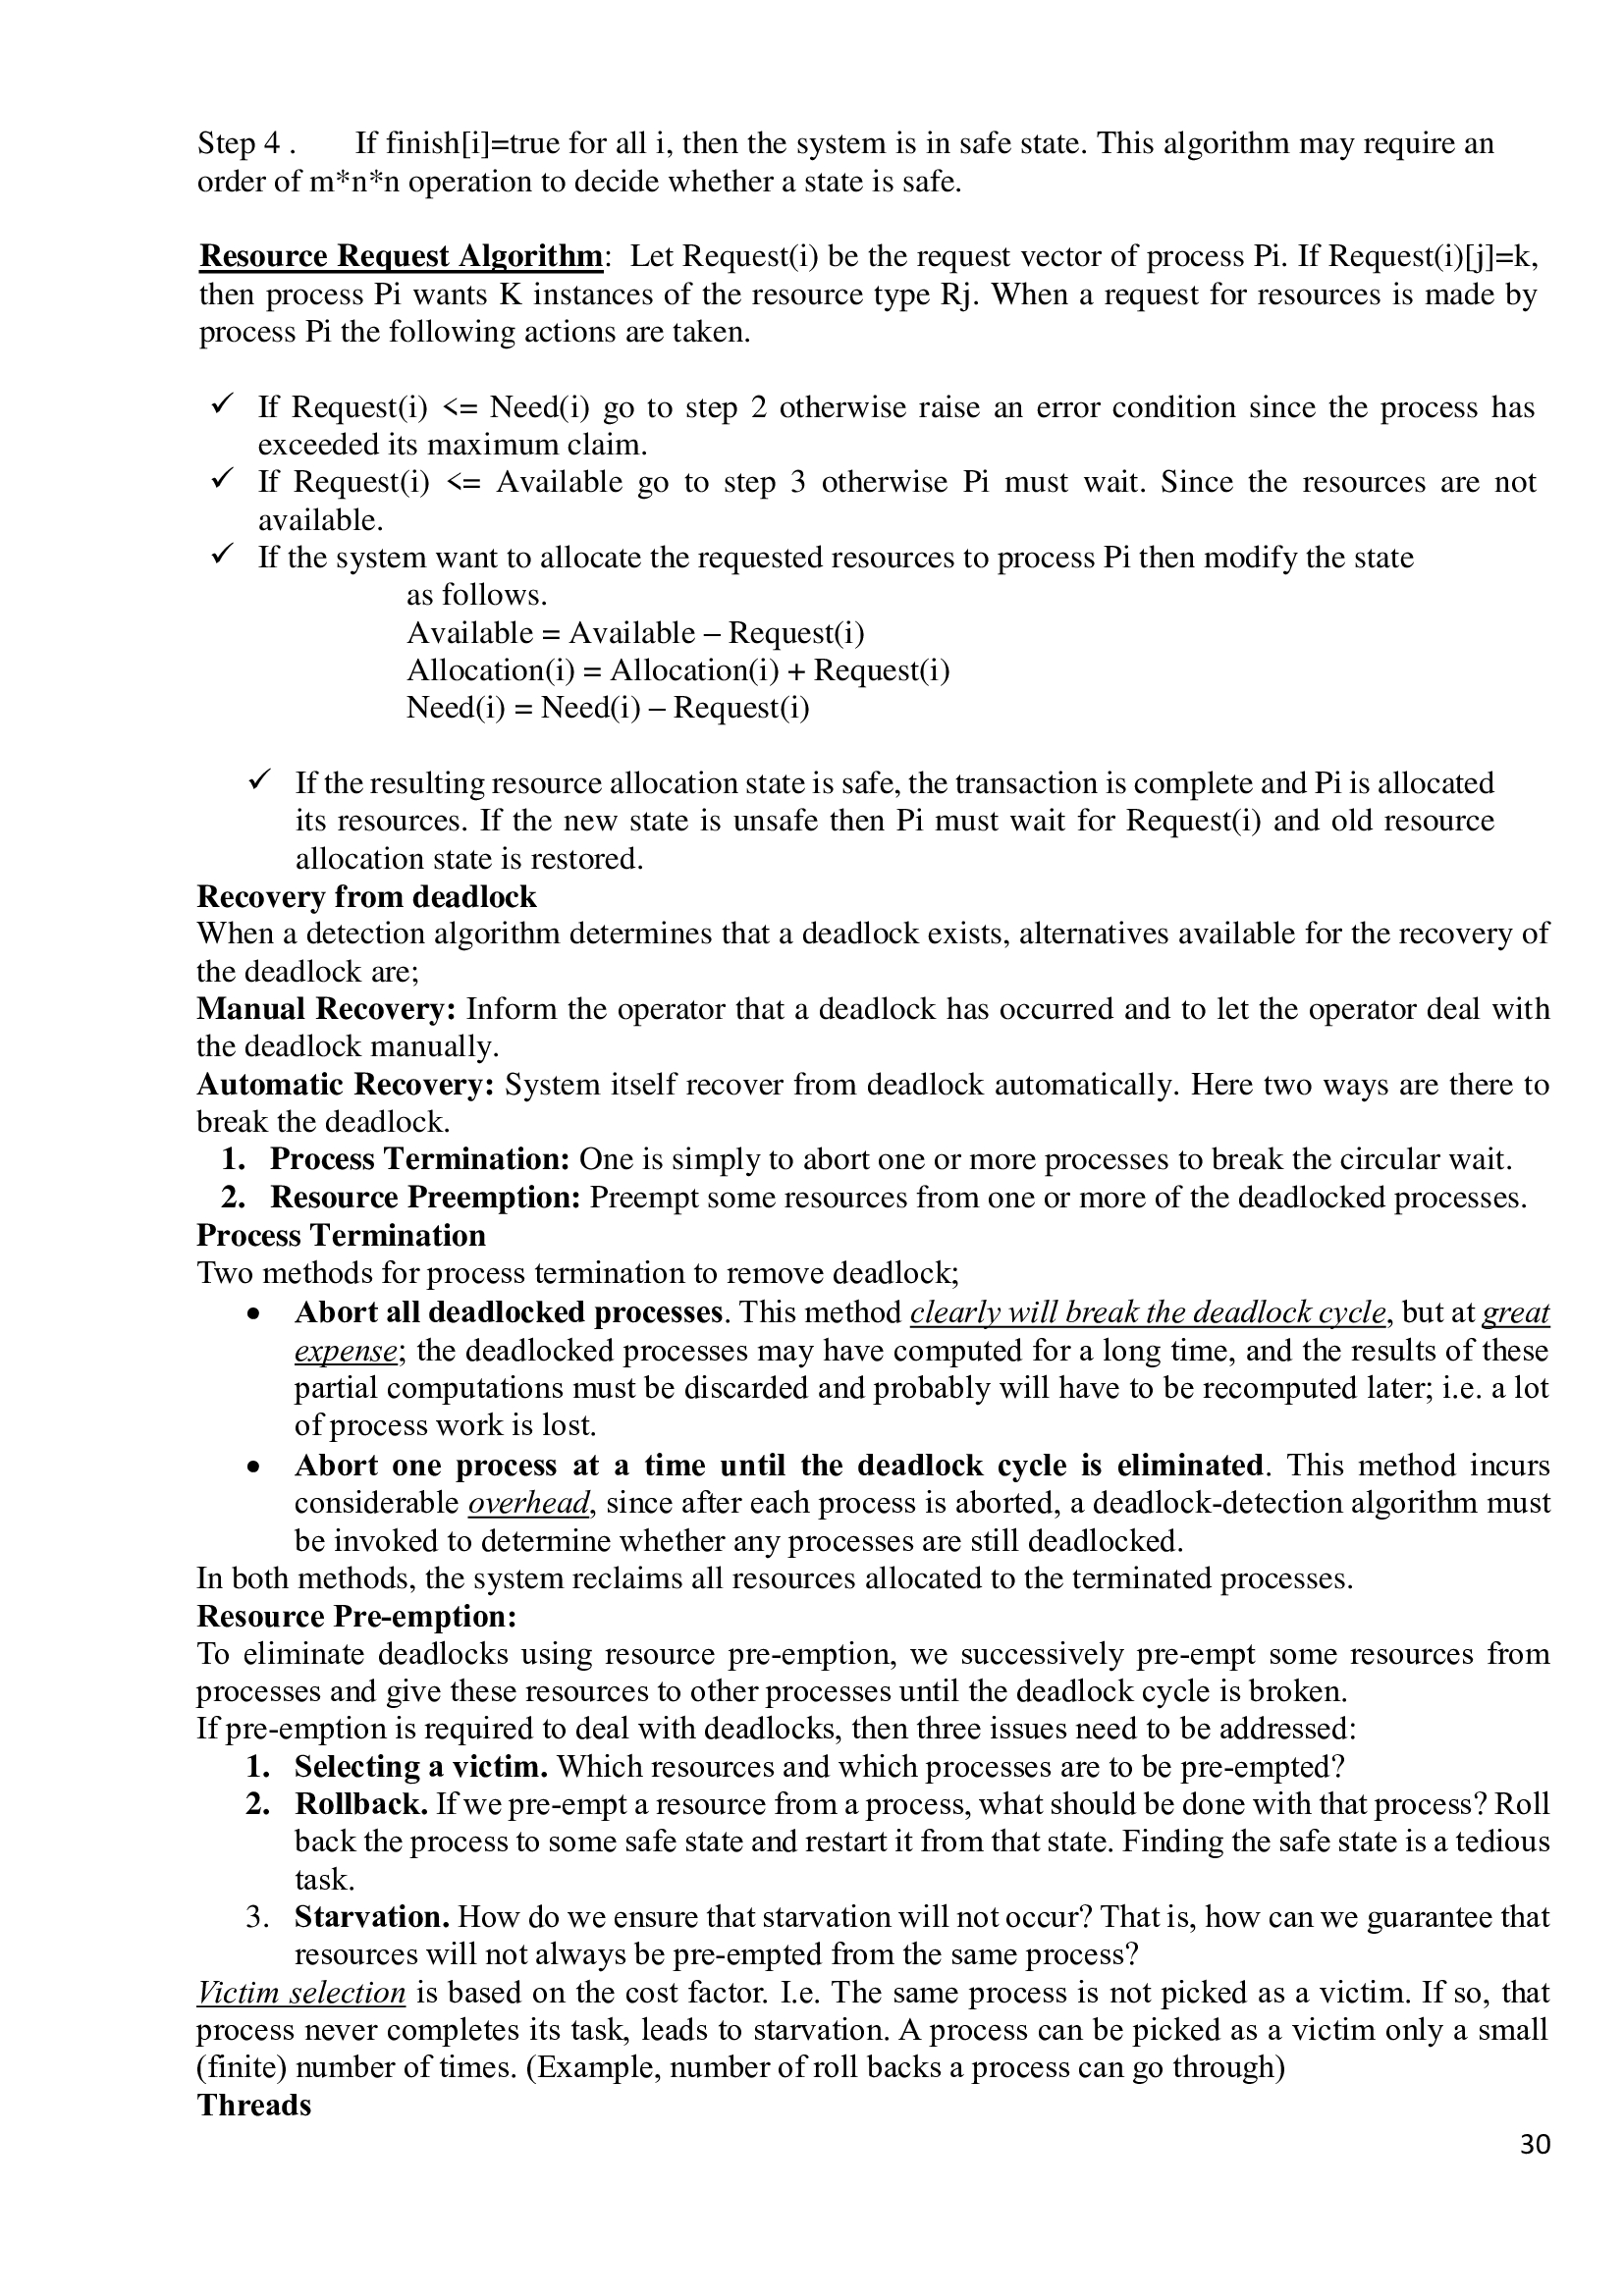 Step 4 . If finish[i]=true for all i, then the system is in safe state. This algorithm may require an
order of m*n*n operation to decide whether a state is safe.
Resource Request Algorithm: Let Request(i) be the request vector of process Pi. If Request(i)[j]=k,
then process Pi wants K instances of the resource type Rj. When a request for resources is made by
process Pi the following actions are taken.
✓ If Request(i) <= Need(i) go to step 2 otherwise raise an error condition since the process has
exceeded its maximum claim.
✓ If Request(i) <= Available go to step 3 otherwise Pi must wait. Since the resources are not
available.
✓ If the system want to allocate the requested resources to process Pi then modify the state
as follows.
Available = Available – Request(i)
Allocation(i) = Allocation(i) + Request(i)
Need(i) = Need(i) – Request(i)
✓ If the resulting resource allocation state is safe, the transaction is complete and Pi is allocated
its resources. If the new state is unsafe then Pi must wait for Request(i) and old resource
allocation state is restored.
Recovery from deadlock
When a detection algorithm determines that a deadlock exists, alternatives available for the recovery of
the deadlock are;
Manual Recovery: Inform the operator that a deadlock has occurred and to let the operator deal with
the deadlock manually.
Automatic Recovery: System itself recover from deadlock automatically. Here two ways are there to
break the deadlock.
1. Process Termination: One is simply to abort one or more processes to break the circular wait.
2. Resource Preemption: Preempt some resources from one or more of the deadlocked processes.
Process Termination
Two methods for process termination to remove deadlock;
• Abort all deadlocked processes. This method clearly will break the deadlock cycle, but at great
expense; the deadlocked processes may have computed for a long time, and the results of these
partial computations must be discarded and probably will have to be recomputed later; i.e. a lot
of process work is lost.
• Abort one process at a time until the deadlock cycle is eliminated. This method incurs
considerable overhead, since after each process is aborted, a deadlock-detection algorithm must
be invoked to determine whether any processes are still deadlocked.
In both methods, the system reclaims all resources allocated to the terminated processes.
Resource Pre-emption:
To eliminate deadlocks using resource pre-emption, we successively pre-empt some resources from
processes and give these resources to other processes until the deadlock cycle is broken.
If pre-emption is required to deal with deadlocks, then three issues need to be addressed:
1. Selecting a victim. Which resources and which processes are to be pre-empted?
2. Rollback. If we pre-empt a resource from a process, what should be done with that process? Roll
back the process to some safe state and restart it from that state. Finding the safe state is a tedious
task.
3. Starvation. How do we ensure that starvation will not occur? That is, how can we guarantee that
resources will not always be pre-empted from the same process?
Victim selection is based on the cost factor. I.e. The same process is not picked as a victim. If so, that
process never completes its task, leads to starvation. A process can be picked as a victim only a small
(finite) number of times. (Example, number of roll backs a process can go through)
Threads
30